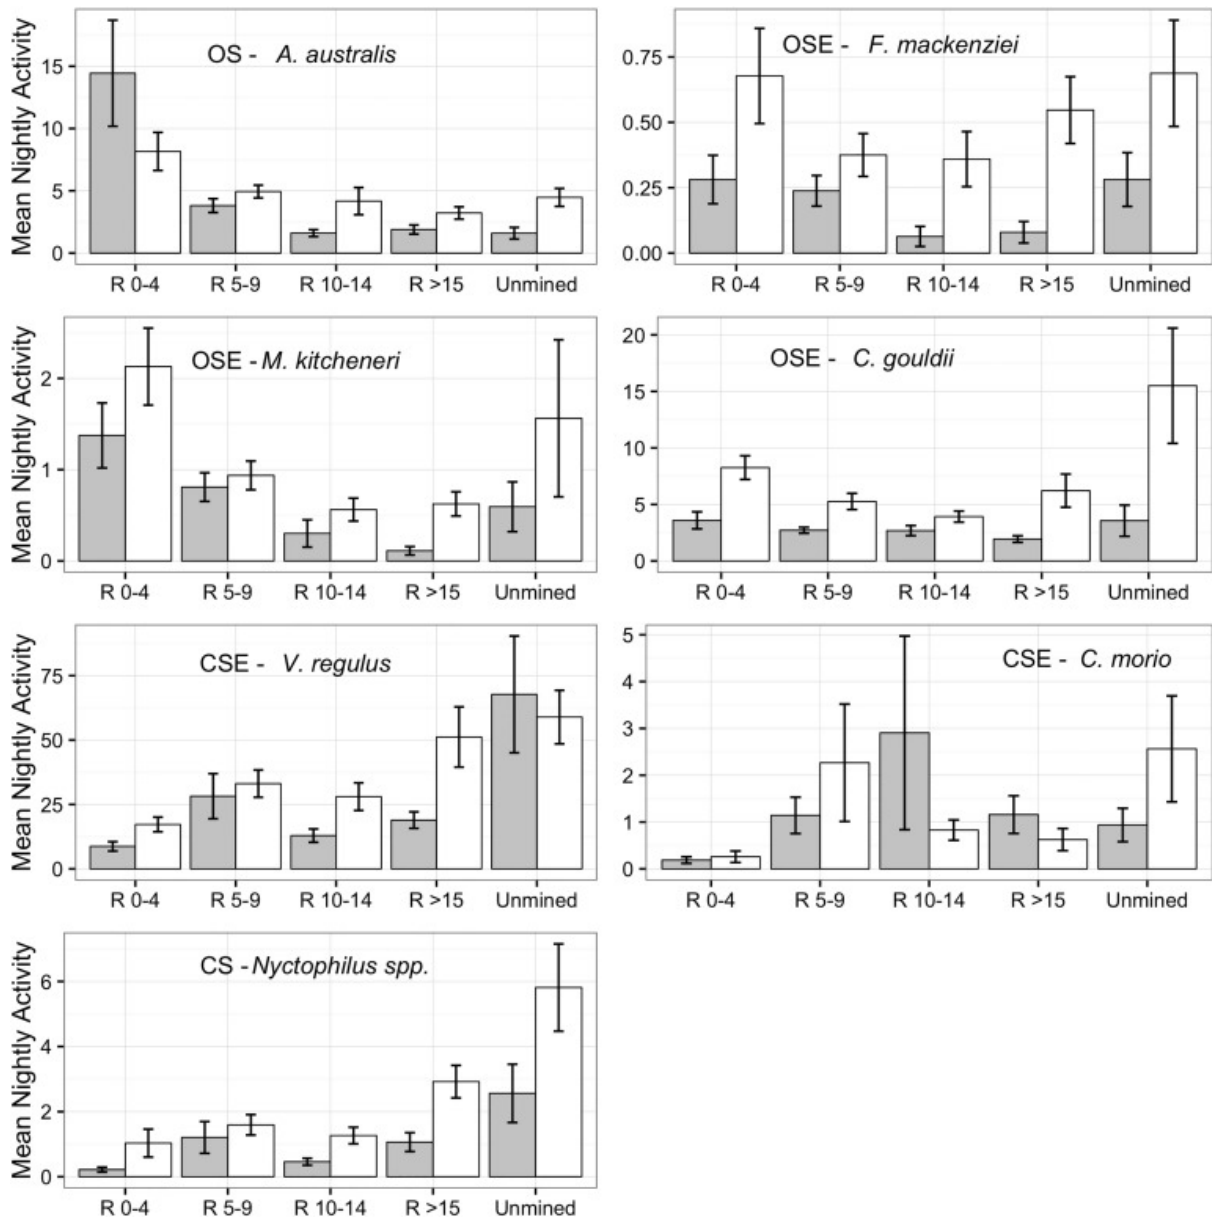 Mean Nightly Activity
OS - A. australis
15
10
5
0
R 0-4 R 5-9 R 10-14 R >15 Unmined
OSE - F. mackenziei
0.75
0.50
0.25
0.00
R 0-4 R 5-9 R 10-14 R >15 Unmined
Mean Nightly Activity
OSE - M. kitcheneri
2
1
0
R 0-4 R 5-9 R 10-14 R >15 Unmined
OSE - C. gouldii
20
15
10
5
0
R 0-4 R 5-9 R 10-14 R >15 Unmined
Mean Nightly Activity
CSE - V. regulus
75
50
25
0
R 0-4 R 5-9 R 10-14 R >15 Unmined
CSE - C. morio
5
4
3
2
1
0
R 0-4 R 5-9 R 10-14 R >15 Unmined
Mean Nightly Activity
CS - Nyctophilus spp.
6
4
2
0
R 0-4 R 5-9 R 10-14 R >15 Unmined